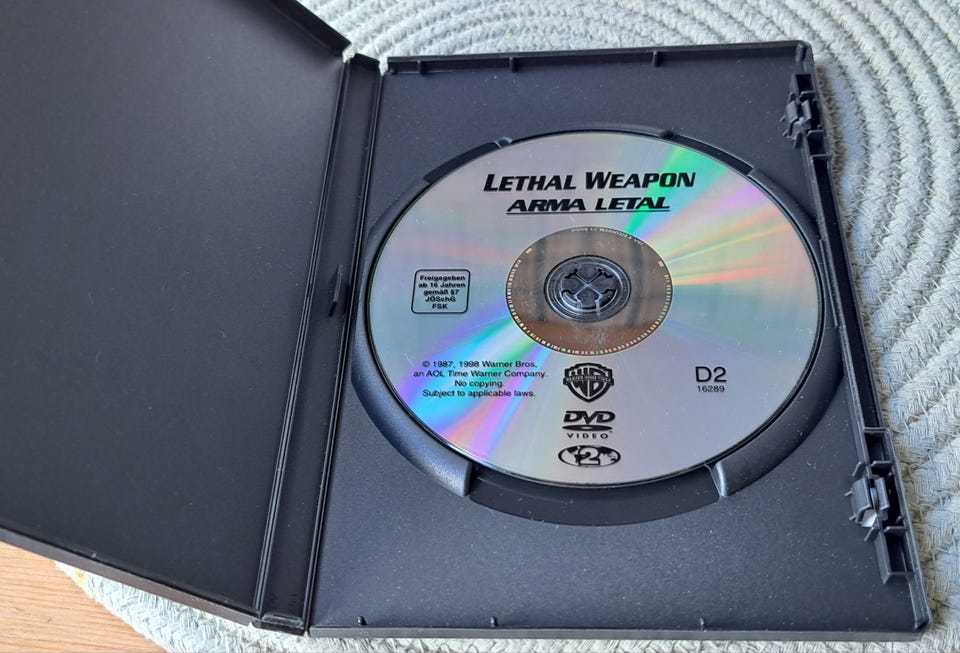 LETHAL WEAPON
ARMA LETAL
Freigegeben
ab 16 Jahren
gemäß §7
JÖSchG
FSK
© 1987, 1998 Warner Bros,
an AOL Time Warner Company.
No copying.
Subject to applicable laws.
D2
16289
DVD
VIDEO
2